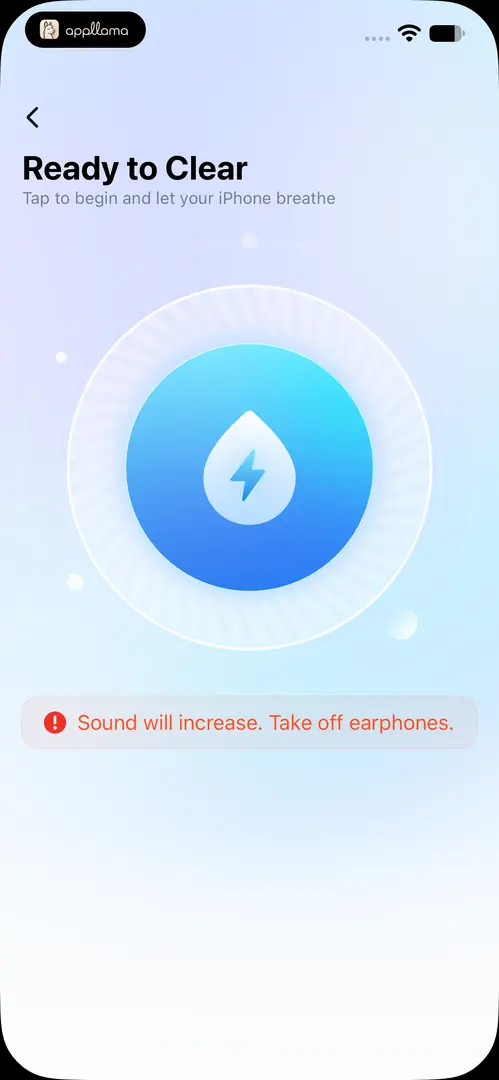 appllama
Ready to Clear
Tap to begin and let your iPhone breathe
Sound will increase. Take off earphones.